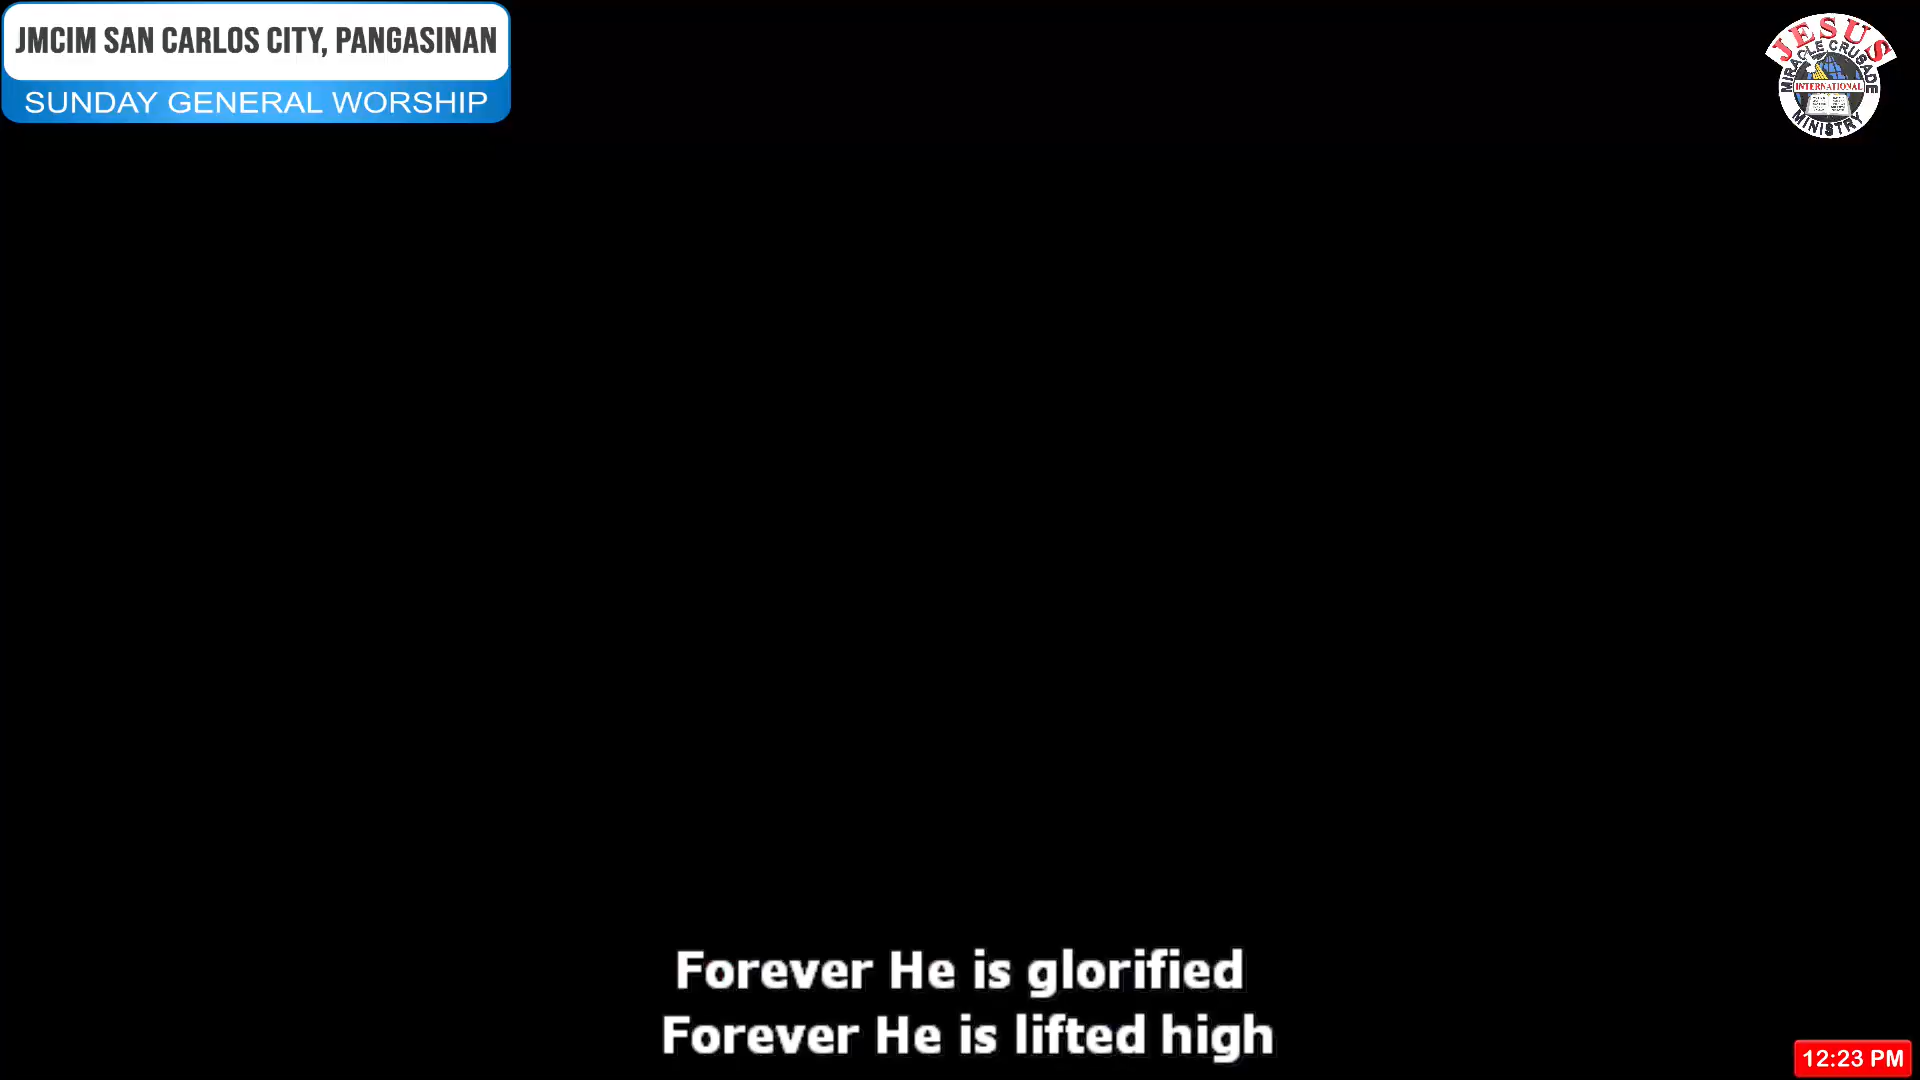 JMCIM SAN CARLOS CITY, PANGASINAN
SUNDAY GENERAL WORSHIP
JESUS
MIRACLE CRUSADE
INTERNATIONAL
MINISTRY
Forever He is glorified
Forever He is lifted high
12:23 PM